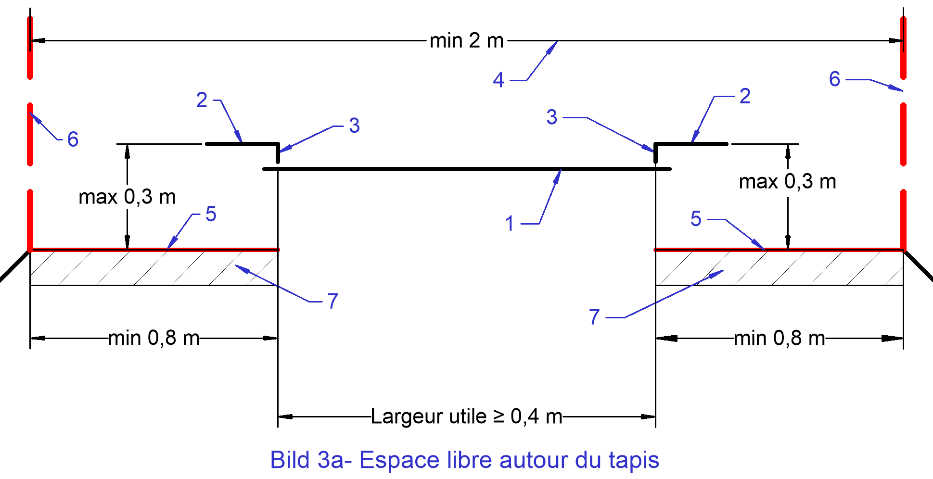 min 2 m
4
6
2
3
3
2
6
max 0,3 m
max 0,3 m
5
1
5
7
7
min 0,8 m
min 0,8 m
Largeur utile ≥ 0,4 m
Bild 3a- Espace libre autour du tapis